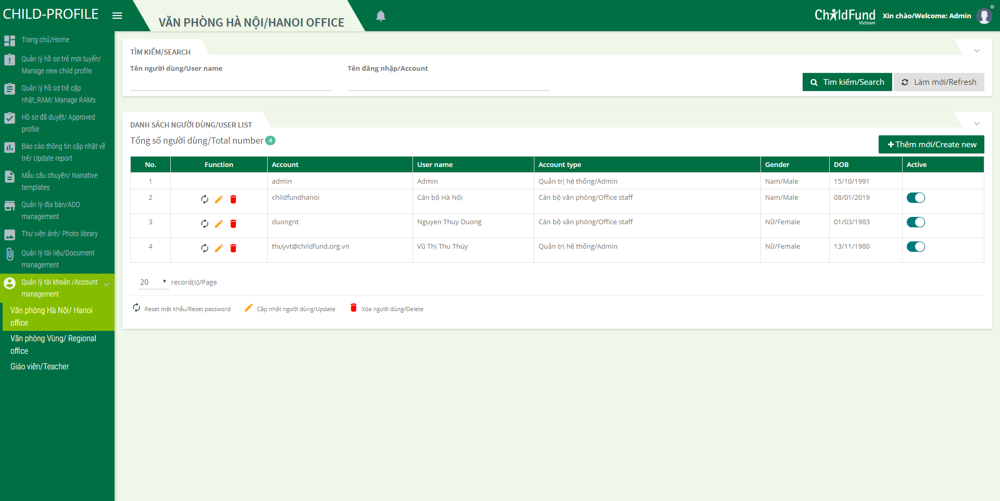 CHILD-PROFILE
VĂN PHÒNG HÀ NỘI/HANOI OFFICE
ChildFund
Vietnam
Xin chào/Welcome: Admin
Trang chủ/Home
Quản lý hồ sơ trẻ mới tuyển/
Manage new child profile
Quản lý hồ sơ trẻ cập
nhật_RAM/ Manage RAMs
Hồ sơ đã duyệt/ Approved
profile
Báo cáo thông tin cập nhật về
trẻ/ Update report
Mẫu câu chuyện/ Narrative
templates
Quản lý địa bàn/ADO
management
Thư viện ảnh/ Photo library
Quản lý tài liệu/Document
management
Quản lý tài khoản /Account
management
Văn phòng Hà Nội/ Hanoi
office
Văn phòng Vùng/ Regional
office
Giáo viên/Teacher
TÌM KIẾM/SEARCH
Tên người dùng/User name
Tên đăng nhập/Account
Tìm kiếm/Search
Làm mới/Refresh
DANH SÁCH NGƯỜI DÙNG/USER LIST
Tổng số người dùng/Total number 4
Thêm mới/Create new
No. Function Account User name Account type Gender DOB Active
1 admin Admin Quản trị hệ thống/Admin Nam/Male 15/10/1991
2 childfundhanoi Cán bộ Hà Nội Cán bộ văn phòng/Office staff Nam/Male 08/01/2019
3 duongnt Nguyen Thuy Duong Cán bộ văn phòng/Office staff Nữ/Female 01/03/1983
4 thuyvt@childfund.org.vn Vũ Thị Thu Thúy Quản trị hệ thống/Admin Nữ/Female 13/11/1980
20 record(s)/Page
Reset mật khẩu/Reset password
Cập nhật người dùng/Update
Xóa người dùng/Delete